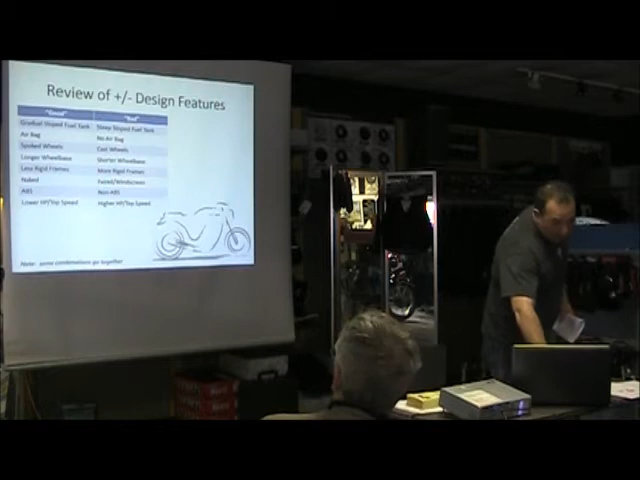 Review of +/- Design Features
"Good" "Bad"
Gradual Sloped Fuel Tank Steep Sloped Fuel Tank
Air Bag No Air Bag
Spoked Wheels Cast Wheels
Longer Wheelbase Shorter Wheelbase
Less Rigid Frames More Rigid Frames
Naked Faired/Windscreen
ABS Non-ABS
Lower HP/Top Speed Higher HP/Top Speed
Note: some combinations go together